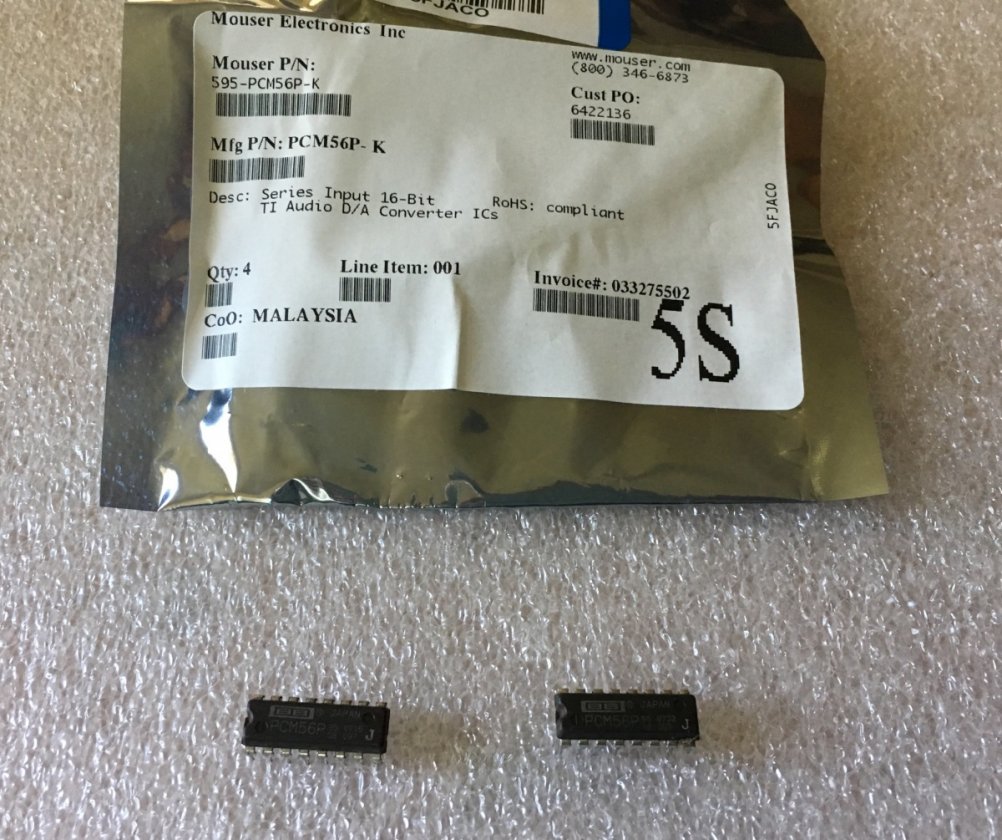 5FJACO
Mouser Electronics Inc
www.mouser.com
(800) 346-6873
Mouser P/N:
595-PCM56P-K
Cust PO:
6422136
Mfg P/N: PCM56P- K
Desc: Series Input 16-Bit
TI Audio D/A Converter ICs
RoHS: compliant
5FJACO
Qty: 4
Line Item: 001
Invoice#: 033275502
CoO: MALAYSIA
5S
BB JAPAN
PCM56P
J
BB ® JAPAN
PCM56P
J